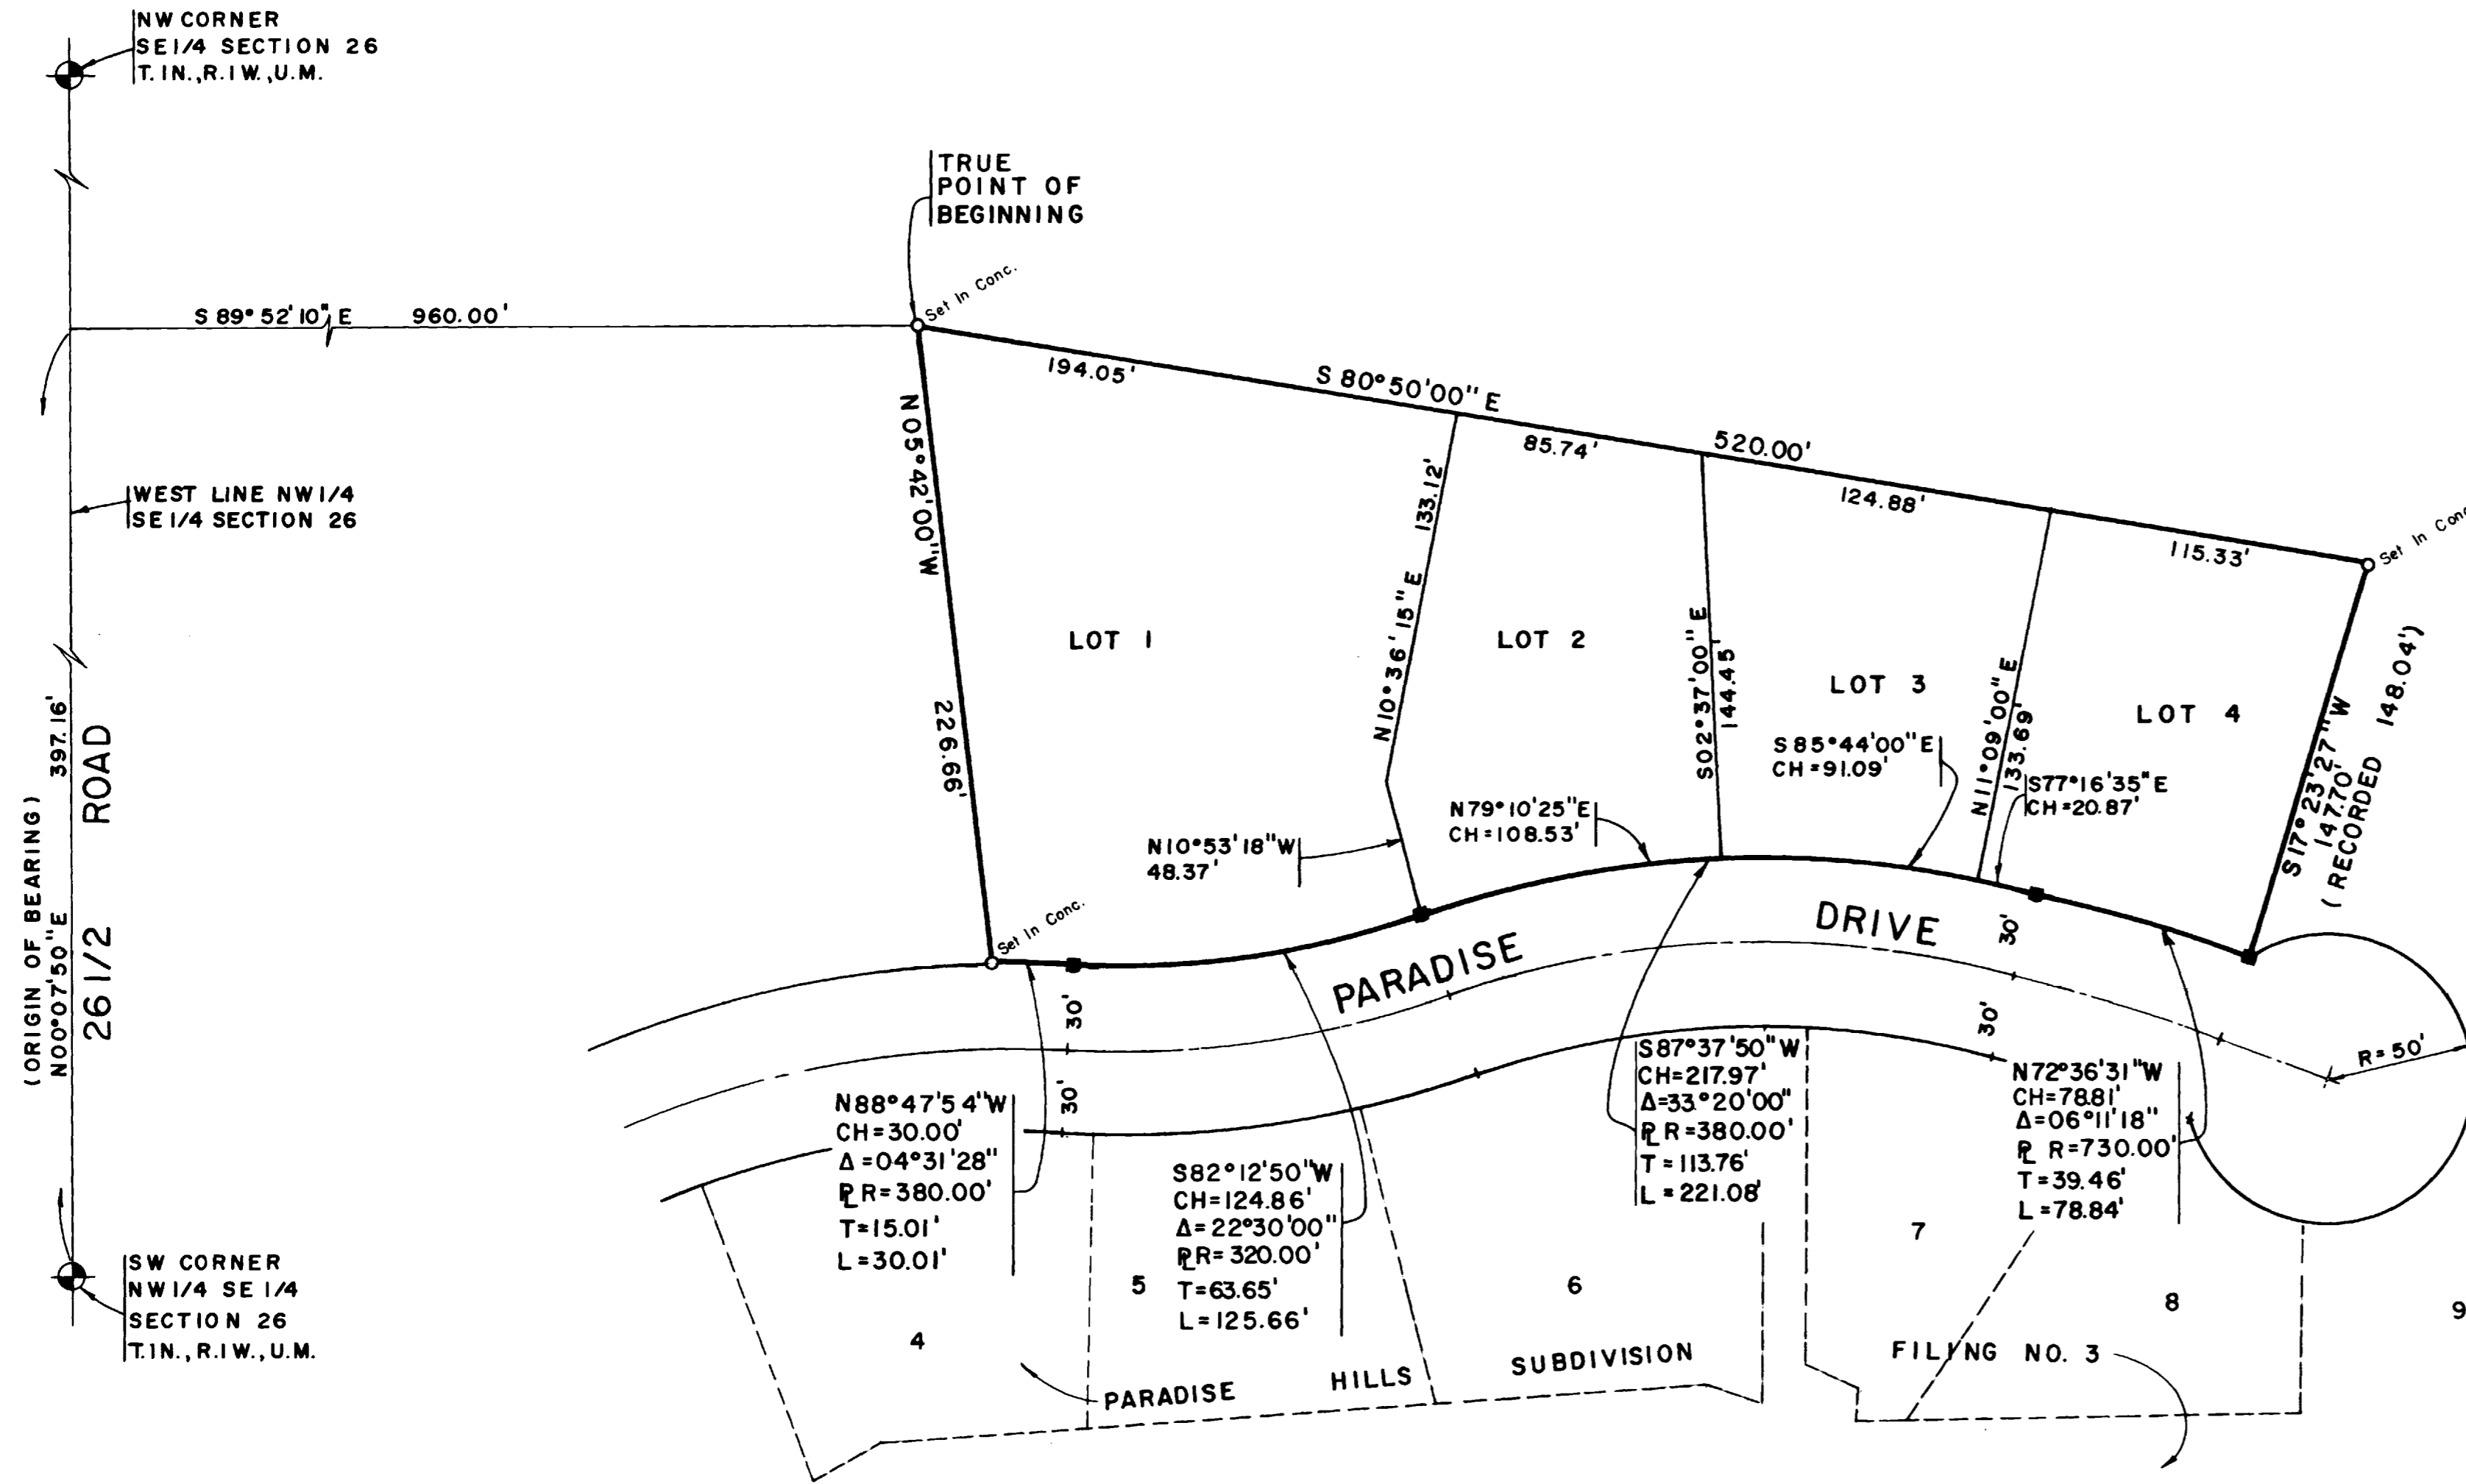 NW CORNER
SE1/4 SECTION 26
T.1N.,R.1W.,U.M.
TRUE
POINT OF
BEGINNING
Set In Conc.
S 89°52'10" E 960.00'
194.05'
S 80°50'00" E
85.74'
520.00'
124.88'
115.33'
Set In Conc
N05°42'00"W
226.66'
WEST LINE NW1/4
SE1/4 SECTION 26
N10°36'15"E 133.12'
LOT 1
LOT 2
S02°37'00"E
144.45'
LOT 3
N11°09'00"E
133.69'
LOT 4
S17°23'27"W
147.70'
(RECORDED 148.04')
S85°44'00"E
CH=91.09'
S77°16'35"E
CH=20.87'
N79°10'25"E
CH=108.53'
N10°53'18"W
48.37'
(ORIGIN OF BEARING)
N00°07'50"E 397.16'
26 1/2 ROAD
Set In Conc.
PARADISE DRIVE
30'
30'
30'
30'
R=50'
N88°47'54"W
CH=30.00'
Δ=04°31'28"
PL R=380.00'
T=15.01'
L=30.01'
S82°12'50"W
CH=124.86'
Δ=22°30'00"
PL R=320.00'
T=63.65'
L=125.66'
S87°37'50"W
CH=217.97'
Δ=33°20'00"
PL R=380.00'
T=113.76'
L=221.08'
N72°36'31"W
CH=78.81'
Δ=06°11'18"
PL R=730.00'
T=39.46'
L=78.84'
SW CORNER
NW1/4 SE1/4
SECTION 26
T.1N.,R.1W.,U.M.
4
5
6
7
8
9
PARADISE HILLS SUBDIVISION
FILING NO. 3